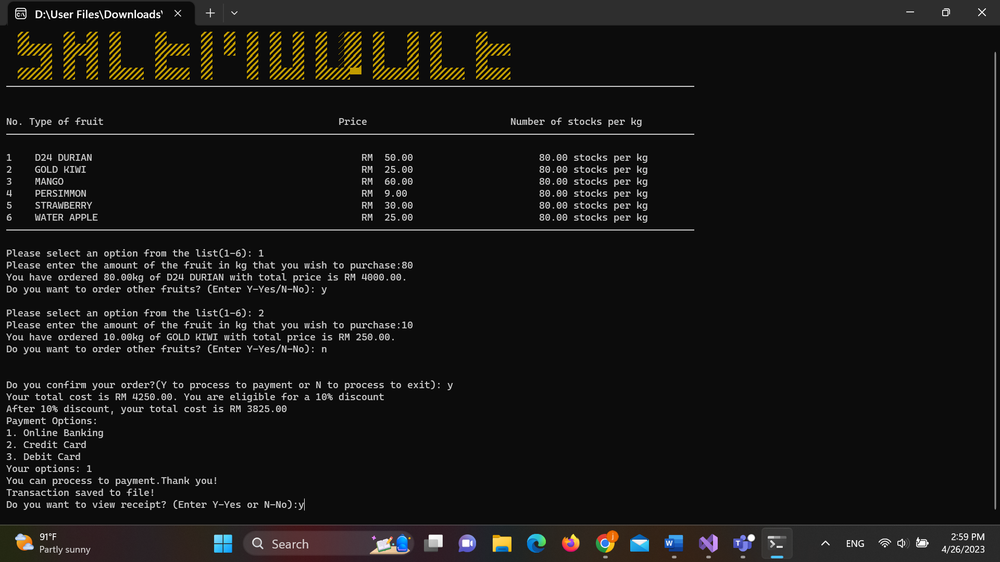 D:\User Files\Downloads\
No. Type of fruit Price Number of stocks per kg
1 D24 DURIAN RM 50.00 80.00 stocks per kg
2 GOLD KIWI RM 25.00 80.00 stocks per kg
3 MANGO RM 60.00 80.00 stocks per kg
4 PERSIMMON RM 9.00 80.00 stocks per kg
5 STRAWBERRY RM 30.00 80.00 stocks per kg
6 WATER APPLE RM 25.00 80.00 stocks per kg
Please select an option from the list(1-6): 1
Please enter the amount of the fruit in kg that you wish to purchase:80
You have ordered 80.00kg of D24 DURIAN with total price is RM 4000.00.
Do you want to order other fruits? (Enter Y-Yes/N-No): y
Please select an option from the list(1-6): 2
Please enter the amount of the fruit in kg that you wish to purchase:10
You have ordered 10.00kg of GOLD KIWI with total price is RM 250.00.
Do you want to order other fruits? (Enter Y-Yes/N-No): n
Do you confirm your order?(Y to process to payment or N to process to exit): y
Your total cost is RM 4250.00. You are eligible for a 10% discount
After 10% discount, your total cost is RM 3825.00
Payment Options:
1. Online Banking
2. Credit Card
3. Debit Card
Your options: 1
You can process to payment.Thank you!
Transaction saved to file!
Do you want to view receipt? (Enter Y-Yes or N-No):y
91°F
Partly sunny
Search
ENG
2:59 PM
4/26/2023